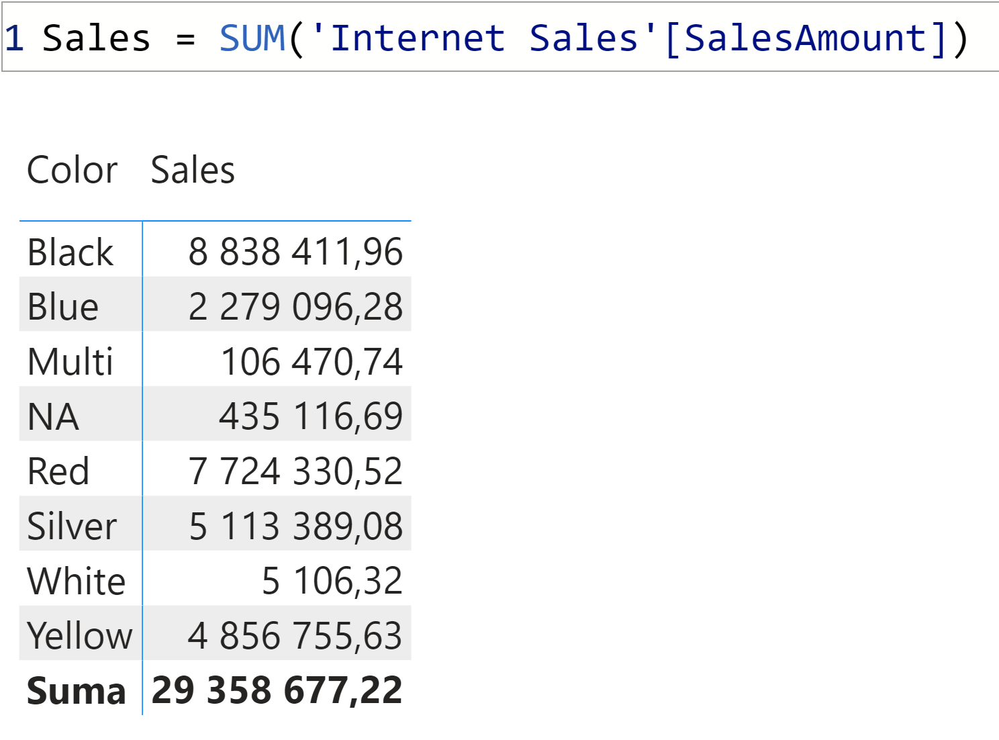 1 Sales = SUM('Internet Sales'[SalesAmount])
Color Sales
Black 8 838 411,96
Blue 2 279 096,28
Multi 106 470,74
NA 435 116,69
Red 7 724 330,52
Silver 5 113 389,08
White 5 106,32
Yellow 4 856 755,63
Suma 29 358 677,22